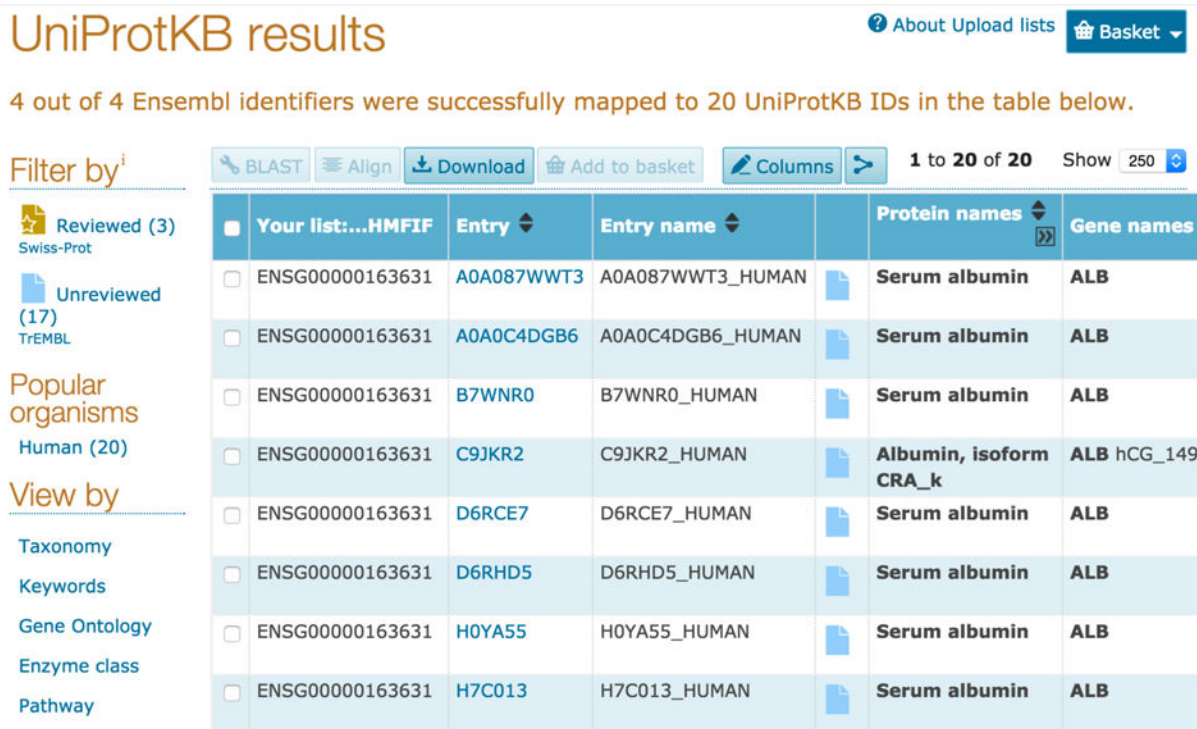 UniProtKB results
? About Upload lists
Basket
4 out of 4 Ensembl identifiers were successfully mapped to 20 UniProtKB IDs in the table below.
Filter by i
BLAST Align Download Add to basket Columns 1 to 20 of 20 Show 250
Reviewed (3)
Swiss-Prot
Unreviewed
(17)
TrEMBL
Popular
organisms
Human (20)
View by
Taxonomy
Keywords
Gene Ontology
Enzyme class
Pathway
Your list:...HMFIF Entry Entry name Protein names Gene names
ENSG00000163631 A0A087WWT3 A0A087WWT3_HUMAN Serum albumin ALB
ENSG00000163631 A0A0C4DGB6 A0A0C4DGB6_HUMAN Serum albumin ALB
ENSG00000163631 B7WNR0 B7WNR0_HUMAN Serum albumin ALB
ENSG00000163631 C9JKR2 C9JKR2_HUMAN Albumin, isoform ALB hCG_149
CRA_k
ENSG00000163631 D6RCE7 D6RCE7_HUMAN Serum albumin ALB
ENSG00000163631 D6RHD5 D6RHD5_HUMAN Serum albumin ALB
ENSG00000163631 H0YA55 H0YA55_HUMAN Serum albumin ALB
ENSG00000163631 H7C013 H7C013_HUMAN Serum albumin ALB